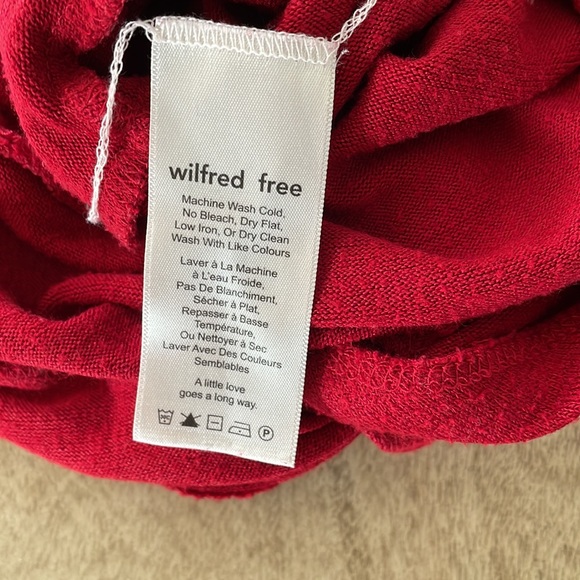 wilfred free
Machine Wash Cold,
No Bleach, Dry Flat,
Low Iron, Or Dry Clean
Wash With Like Colours
Laver à La Machine
à L'eau Froide,
Pas De Blanchiment,
Sécher à Plat,
Repasser à Basse
Température,
Ou Nettoyer à Sec
Laver Avec Des Couleurs
Semblables
A little love
goes a long way.
30C P